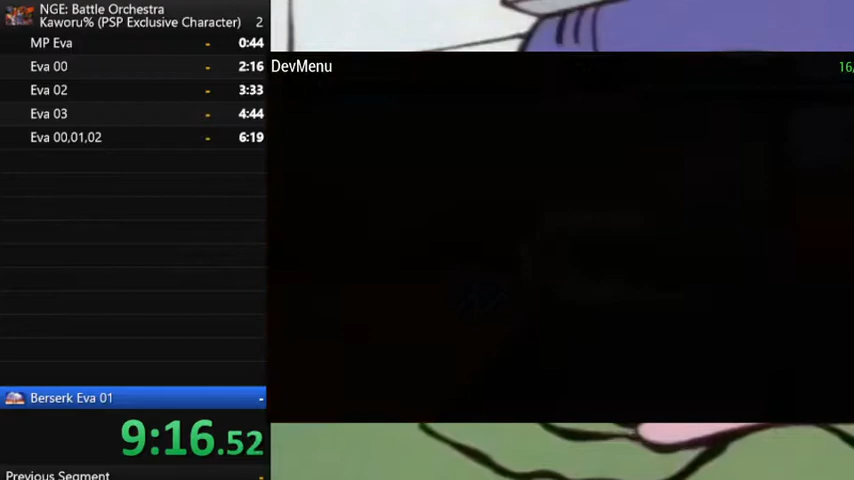 NGE: Battle Orchestra
Kaworu% (PSP Exclusive Character) 2
MP Eva - 0:44
Eva 00 - 2:16
Eva 02 - 3:33
Eva 03 - 4:44
Eva 00,01,02 - 6:19
Berserk Eva 01 -
9:16.52
Previous Segment -
DevMenu
16